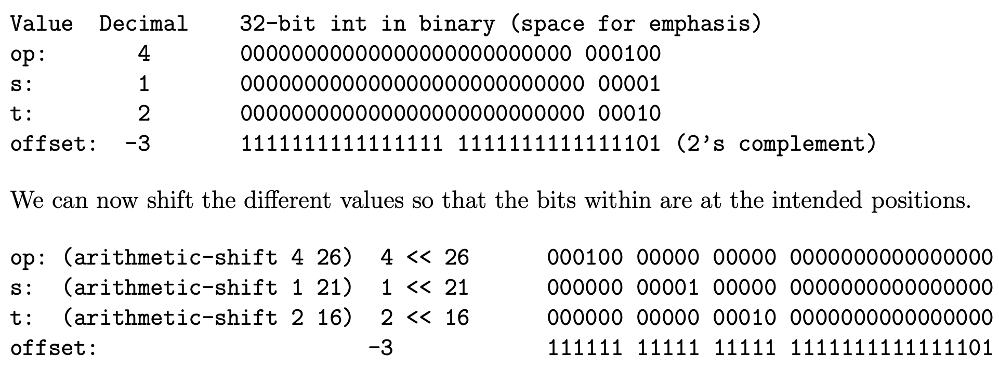 Value  Decimal    32-bit int in binary (space for emphasis)
op:       4       00000000000000000000000000 000100
s:        1       000000000000000000000000000 00001
t:        2       000000000000000000000000000 00010
offset:  -3       1111111111111111 1111111111111101 (2's complement)
We can now shift the different values so that the bits within are at the intended positions.
op: (arithmetic-shift 4 26)  4 << 26      000100 00000 00000 0000000000000000
s:  (arithmetic-shift 1 21)  1 << 21      000000 00001 00000 0000000000000000
t:  (arithmetic-shift 2 16)  2 << 16      000000 00000 00010 0000000000000000
offset:                     -3            111111 11111 11111 1111111111111101